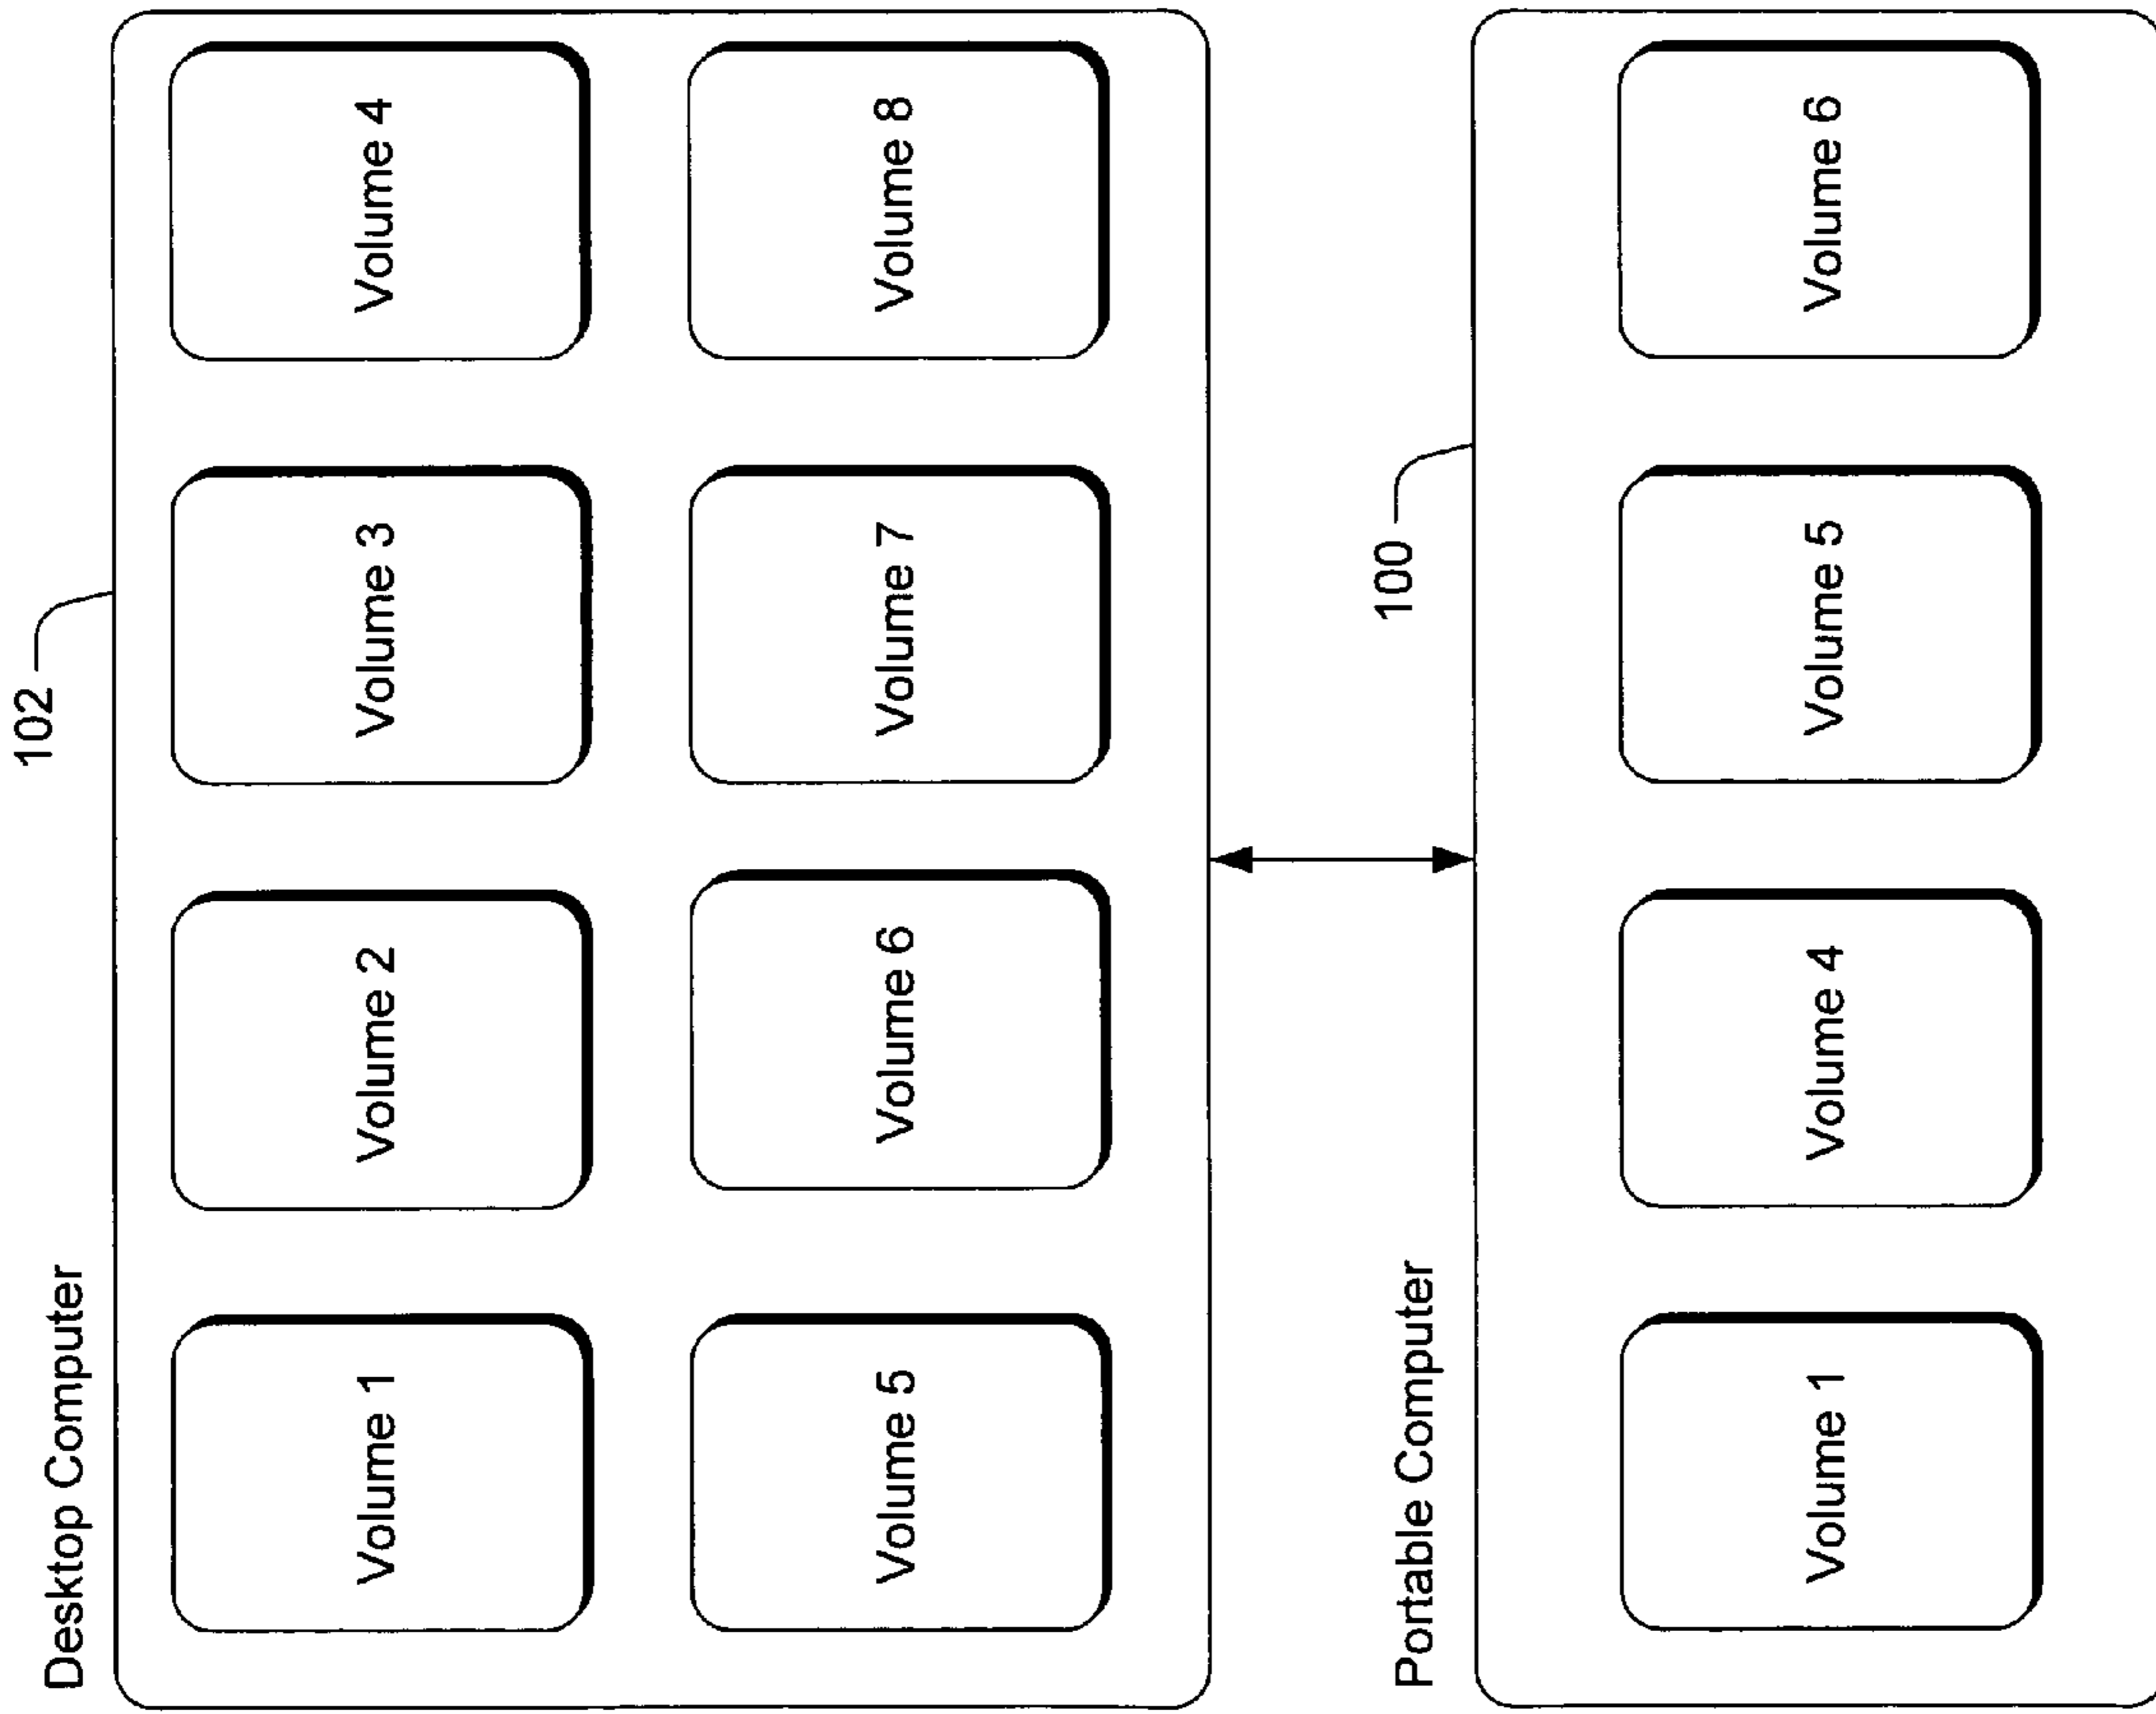 102
Desktop Computer
Volume 1
Volume 2
Volume 3
Volume 4
Volume 5
Volume 6
Volume 7
Volume 8
100
Portable Computer
Volume 1
Volume 4
Volume 5
Volume 6